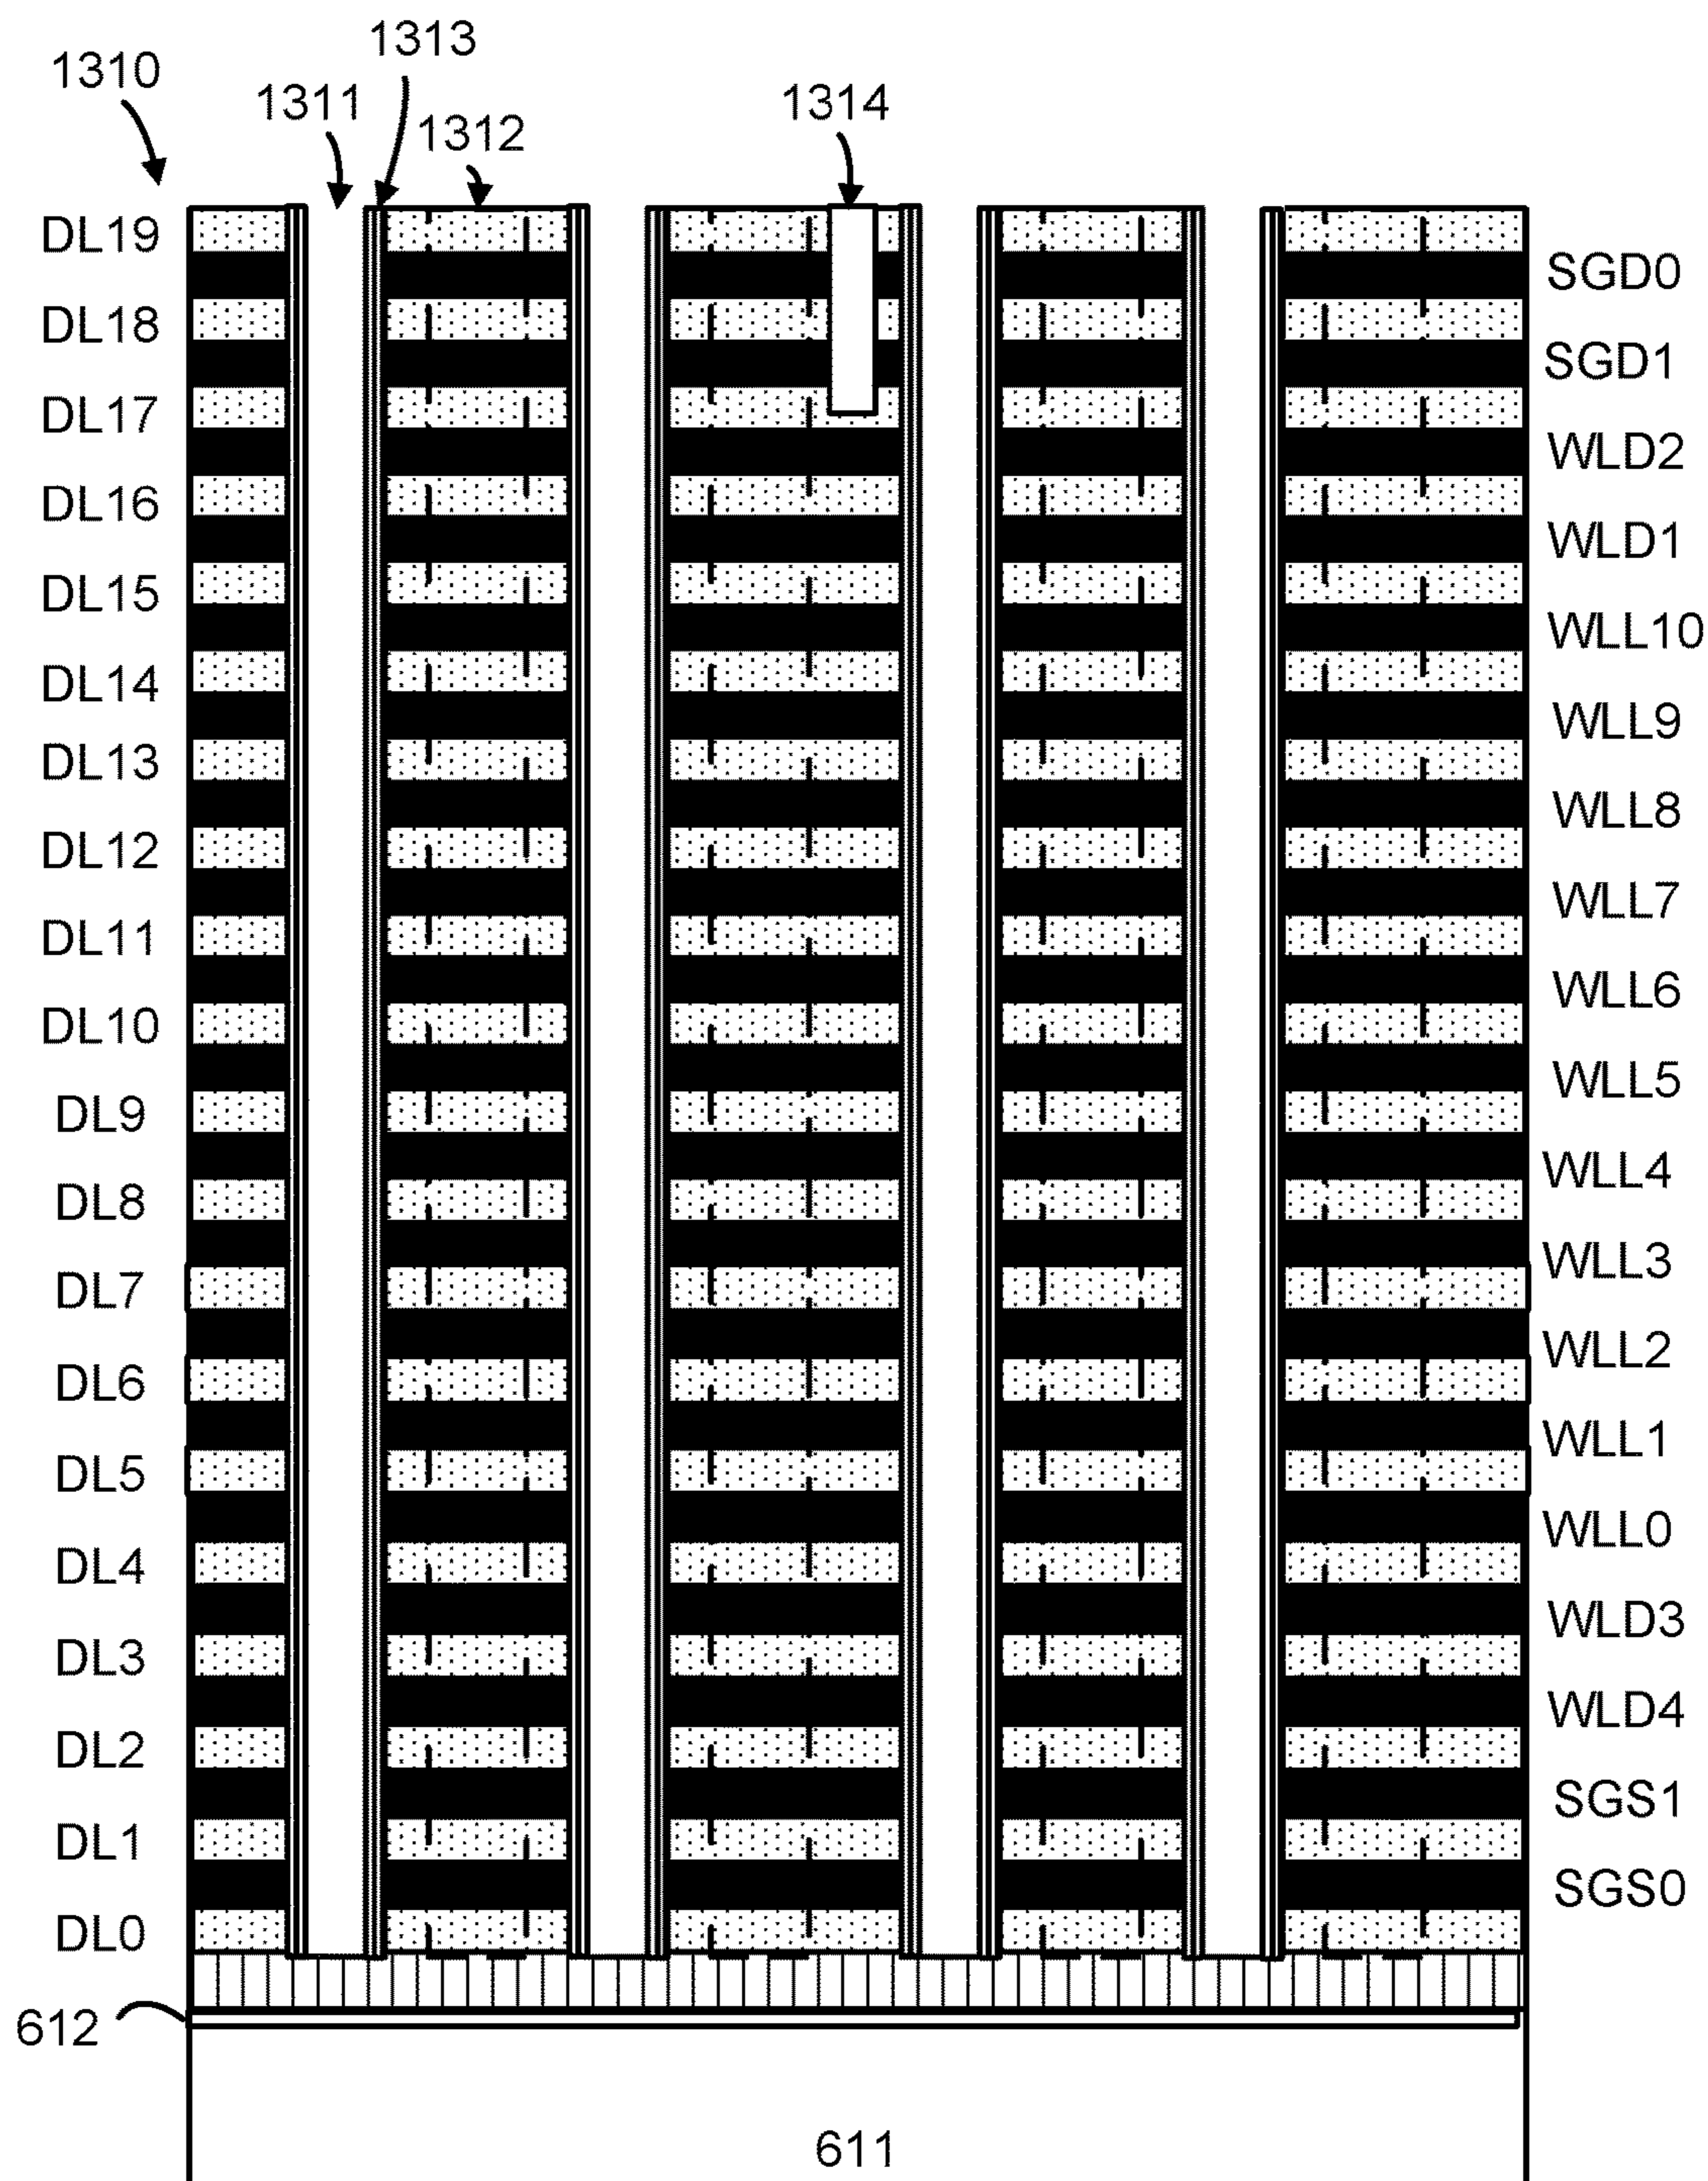 1313
1310
1311
1314
1312
DL19
SGD0
DL18
SGD1
DL17
WLD2
DL16
WLD1
DL15
WLL10
DL14
WLL9
DL13
WLL8
DL12
WLL7
DL11
WLL6
DL10
WLL5
DL9
WLL4
DL8
WLL3
DL7
WLL2
DL6
WLL1
DL5
WLL0
DL4
WLD3
DL3
WLD4
DL2
SGS1
DL1
SGS0
DL0
612
611